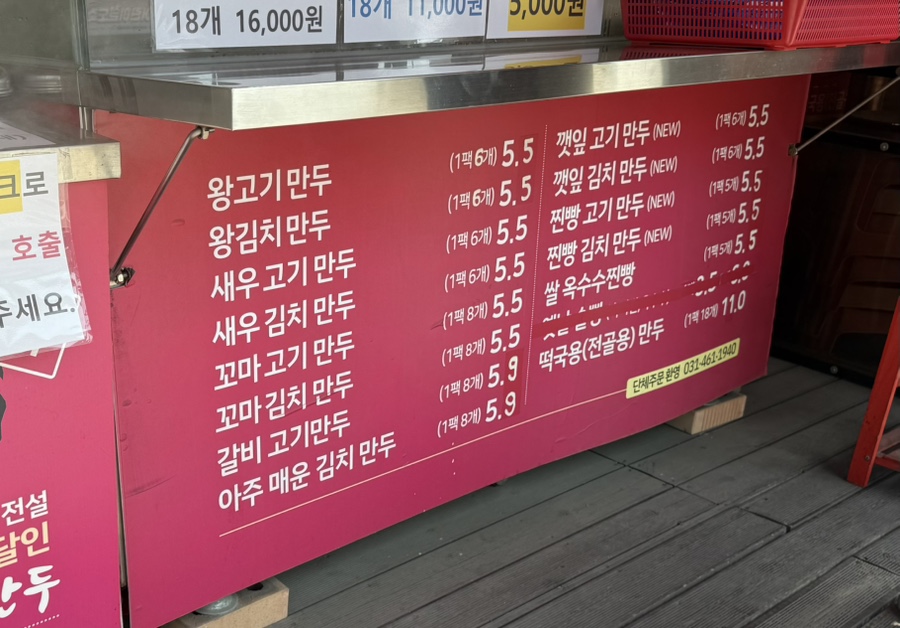 18개 16,000원
18개 11,000원
5,000원
크로
호출
주세요.
전설
달인
만두
왕고기만두 (1팩6개) 5.5
왕김치만두 (1팩6개) 5.5
새우고기만두 (1팩6개) 5.5
새우 김치 만두 (1팩6개) 5.5
꼬마고기만두 (1팩8개) 5.5
꼬마김치만두 (1팩8개) 5.5
갈비 고기만두 (1팩8개) 5.9
아주 매운 김치 만두 (1팩8개) 5.9
깻잎 고기 만두 (NEW) (1팩6개) 5.5
깻잎 김치 만두 (NEW) (1팩6개) 5.5
찐빵 고기 만두 (NEW) (1팩5개) 5.5
찐빵 김치 만두 (NEW) (1팩5개) 5.5
쌀 옥수수찐빵 (1팩5개) 5.5
떡국용(전골용) 만두 (1팩 18개) 11.0
단체주문 환영 031-461-1940